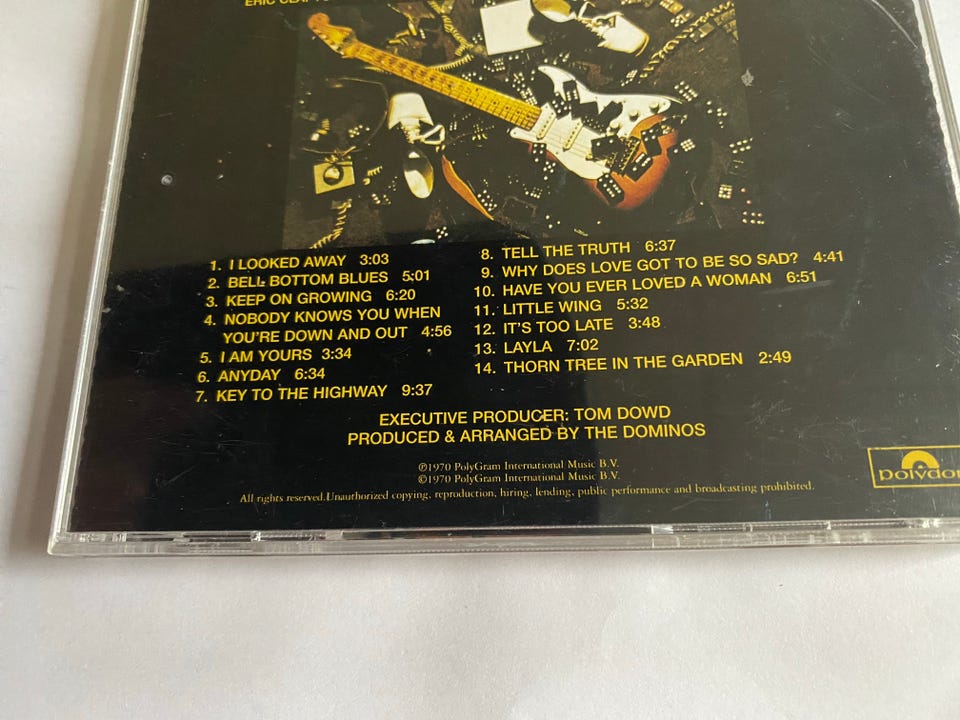 ERIC
1. I LOOKED AWAY 3:03
2. BELL BOTTOM BLUES 5:01
3. KEEP ON GROWING 6:20
4. NOBODY KNOWS YOU WHEN
YOU'RE DOWN AND OUT 4:56
5. I AM YOURS 3:34
6. ANYDAY 6:34
7. KEY TO THE HIGHWAY 9:37
8. TELL THE TRUTH 6:37
9. WHY DOES LOVE GOT TO BE SO SAD? 4:41
10. HAVE YOU EVER LOVED A WOMAN 6:51
11. LITTLE WING 5:32
12. IT'S TOO LATE 3:48
13. LAYLA 7:02
14. THORN TREE IN THE GARDEN 2:49
EXECUTIVE PRODUCER: TOM DOWD
PRODUCED & ARRANGED BY THE DOMINOS
℗1970 PolyGram International Music B.V.
©1970 PolyGram International Music B.V.
All rights reserved.Unauthorized copying, reproduction, hiring, lending, public performance and broadcasting prohibited.
polydor